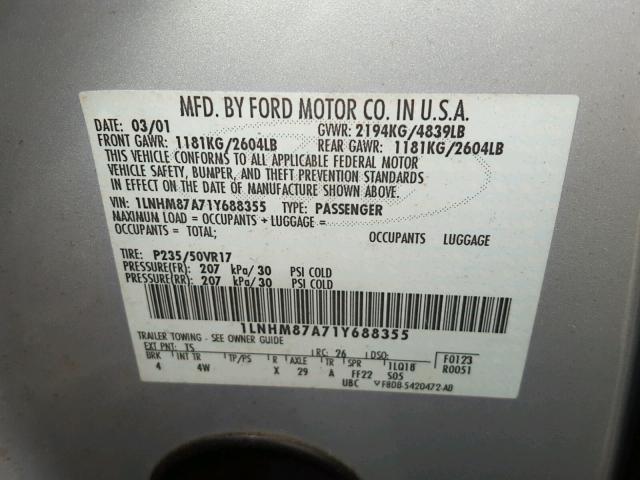 MFD. BY FORD MOTOR CO. IN U.S.A.
DATE: 03/01 GVWR: 2194KG/4839LB
FRONT GAWR: 1181KG/2604LB REAR GAWR: 1181KG/2604LB
THIS VEHICLE CONFORMS TO ALL APPLICABLE FEDERAL MOTOR
VEHICLE SAFETY, BUMPER, AND THEFT PREVENTION STANDARDS
IN EFFECT ON THE DATE OF MANUFACTURE SHOWN ABOVE.
VIN: 1LNHM87A71Y688355 TYPE: PASSENGER
MAXIMUM LOAD = OCCUPANTS + LUGGAGE =
OCCUPANTS = TOTAL; OCCUPANTS LUGGAGE
TIRE: P235/50VR17
PRESSURE(FR) 207 kPa/30 PSI COLD
PRESSURE(RR) 207 kPa/30 PSI COLD
1LNHM87A71Y688355
TRAILER TOWING - SEE OWNER GUIDE
EXT PNT: TS RC: 26 DSO: F0123
BRK INT TR TP/PS R AXLE TR SPR 1LQ18 R0051
4 4W X 29 A FF22 S05
UBC F8DB-5420472-AB